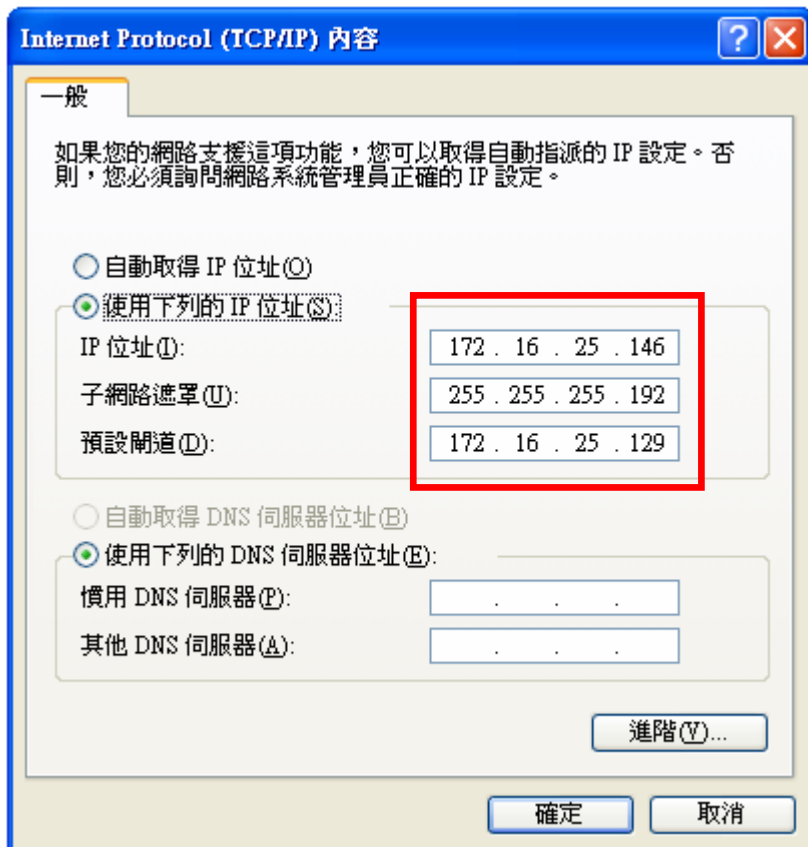 Internet Protocol (TCP/IP) 內容
一般
如果您的網路支援這項功能，您可以取得自動指派的 IP 設定。否
則，您必須詢問網路系統管理員正確的 IP 設定。
自動取得 IP 位址(O)
使用下列的 IP 位址(S):
IP 位址(I): 172 . 16 . 25 . 146
子網路遮罩(U): 255 . 255 . 255 . 192
預設閘道(D): 172 . 16 . 25 . 129
自動取得 DNS 伺服器位址(B)
使用下列的 DNS 伺服器位址(E):
慣用 DNS 伺服器(P): . . .
其他 DNS 伺服器(A): . . .
進階(V)...
確定 取消